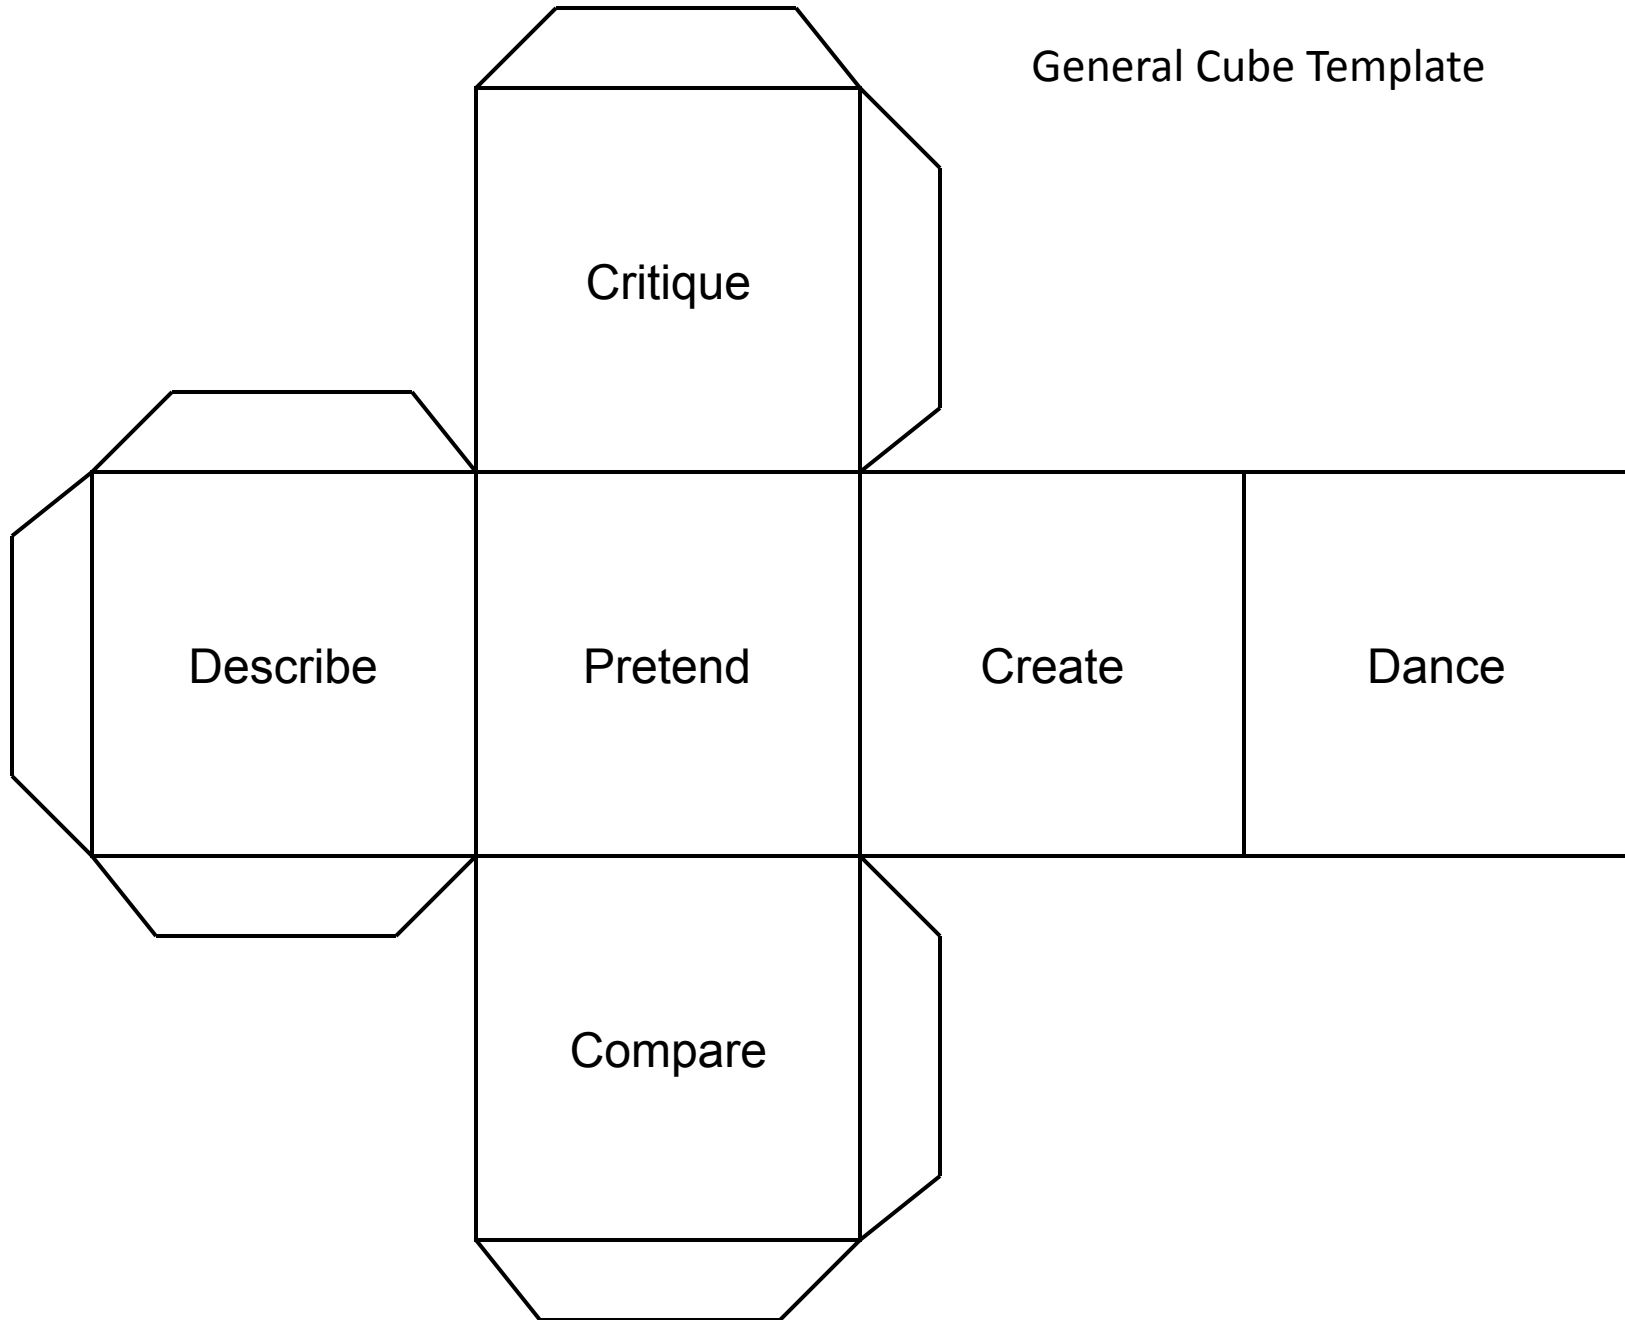 General Cube Template
Critique
Describe
Pretend
Create
Dance
Compare